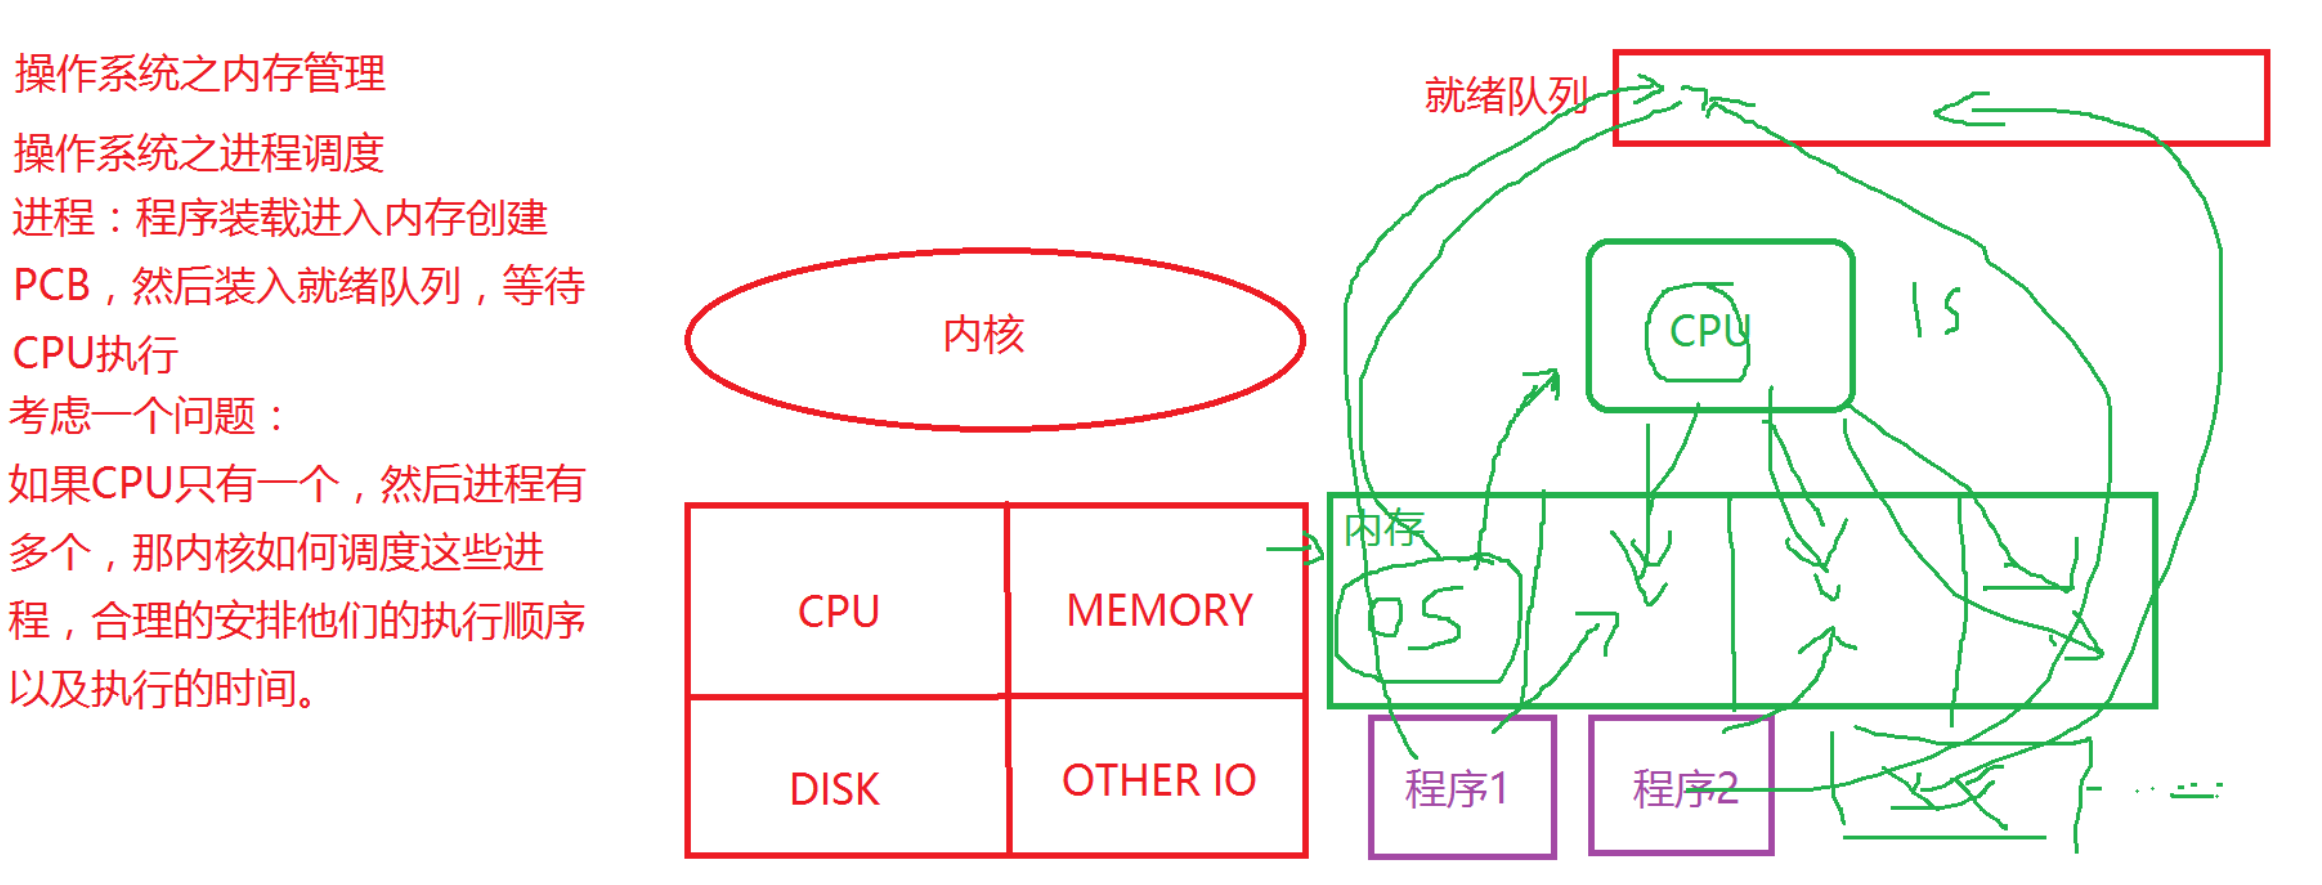 操作系统之内存管理
操作系统之进程调度
进程：程序装载进入内存创建
PCB，然后装入就绪队列，等待
CPU执行
考虑一个问题：
如果CPU只有一个，然后进程有
多个，那内核如何调度这些进
程，合理的安排他们的执行顺序
以及执行的时间。
内核
CPU
MEMORY
DISK
OTHER IO
就绪队列
CPU
1S
内存
OS
程序1
程序2